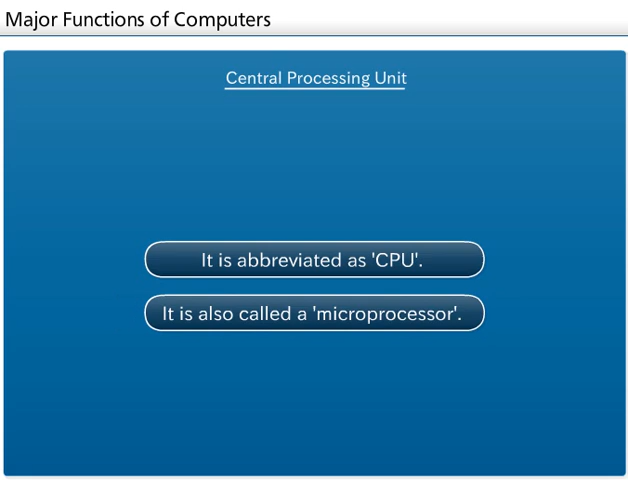 Major Functions of Computers
Central Processing Unit
It is abbreviated as 'CPU'.
It is also called a 'microprocessor'.